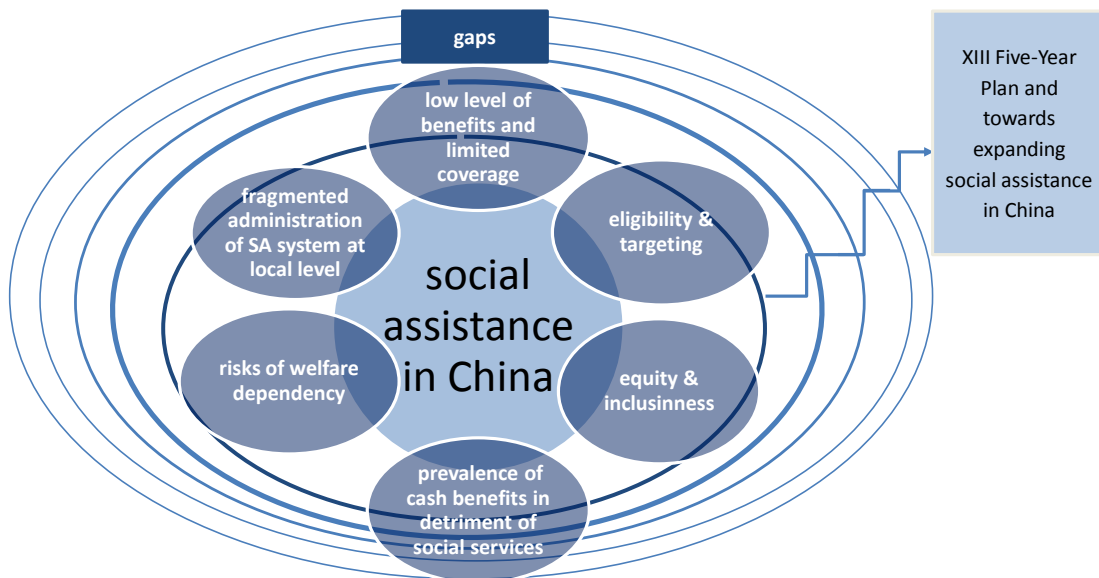 gaps
low level of
benefits and
limited
coverage
XIII Five-Year
Plan and
towards
expanding
social assistance
in China
fragmented
administration
of SA system at
local level
eligibility &
targeting
social
assistance
in China
risks of welfare
dependency
equity &
inclusinness
prevalence of
cash benefits in
detriment of
social services